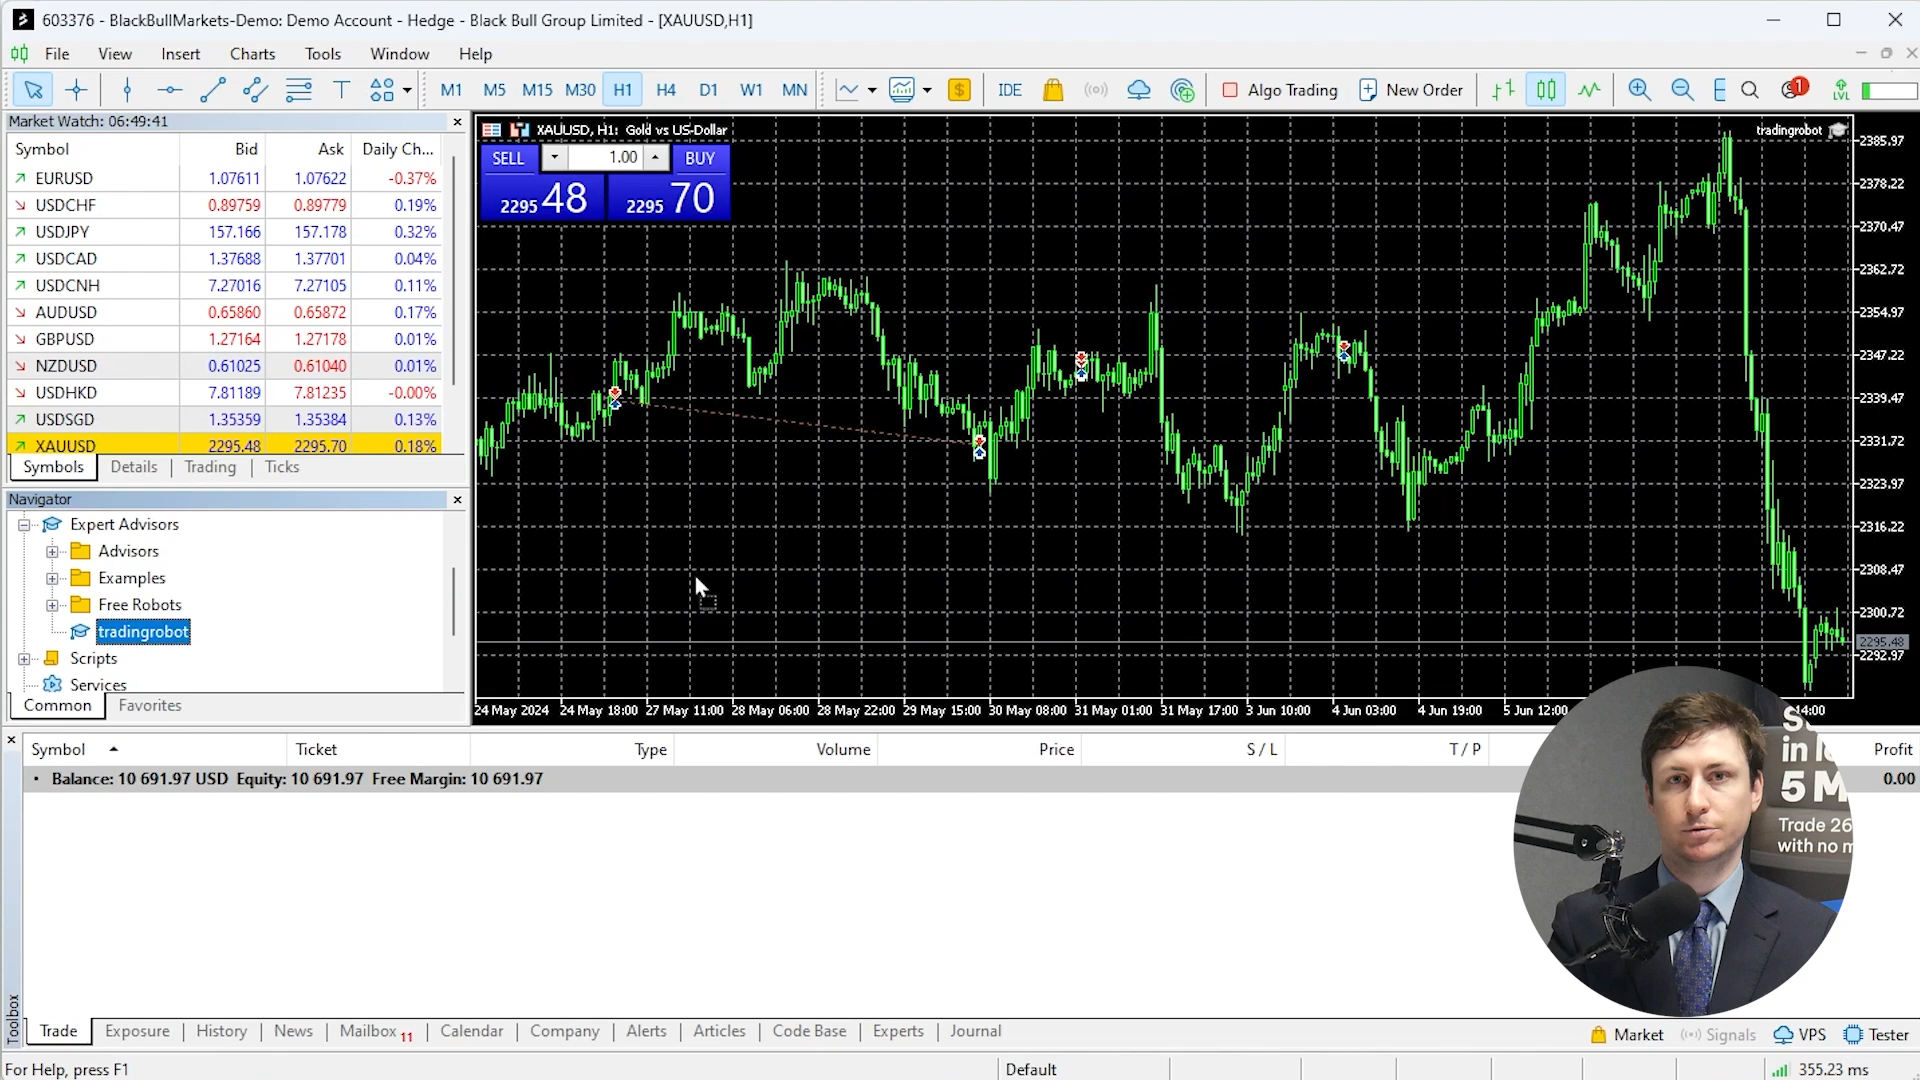 603376 - BlackBullMarkets-Demo: Demo Account - Hedge - Black Bull Group Limited - [XAUUSD,H1]
File View Insert Charts Tools Window Help
M1 M5 M15 M30 H1 H4 D1 W1 MN $ IDE Algo Trading New Order 1 LVL
Market Watch: 06:49:41
Symbol Bid Ask Daily Ch...
EURUSD 1.07611 1.07622 -0.37%
USDCHF 0.89759 0.89779 0.19%
USDJPY 157.166 157.178 0.32%
USDCAD 1.37688 1.37701 0.04%
USDCNH 7.27016 7.27105 0.11%
AUDUSD 0.65860 0.65872 0.17%
GBPUSD 1.27164 1.27178 0.01%
NZDUSD 0.61025 0.61040 0.01%
USDHKD 7.81189 7.81235 -0.00%
USDSGD 1.35359 1.35384 0.13%
XAUUSD 2295.48 2295.70 0.18%
Symbols Details Trading Ticks
Navigator
Expert Advisors
Advisors
Examples
Free Robots
tradingrobot
Scripts
Services
Common Favorites
XAUUSD, H1: Gold vs US-Dollar
tradingrobot
SELL 1.00 BUY
2295 48 2295 70
2385.97
2378.22
2370.47
2362.72
2354.97
2347.22
2339.47
2331.72
2323.97
2316.22
2308.47
2300.72
2295.48
2292.97
24 May 2024 24 May 18:00 27 May 11:00 28 May 06:00 28 May 22:00 29 May 15:00 30 May 08:00 31 May 01:00 31 May 17:00 3 Jun 10:00 4 Jun 03:00 4 Jun 19:00 5 Jun 12:00 14:00
Symbol Ticket Type Volume Price S / L T / P Profit
Balance: 10 691.97 USD Equity: 10 691.97 Free Margin: 10 691.97 0.00
in
5 M
Trade 26
with no m
Toolbox
Trade Exposure History News Mailbox 11 Calendar Company Alerts Articles Code Base Experts Journal
Market Signals VPS Tester
For Help, press F1 Default 355.23 ms